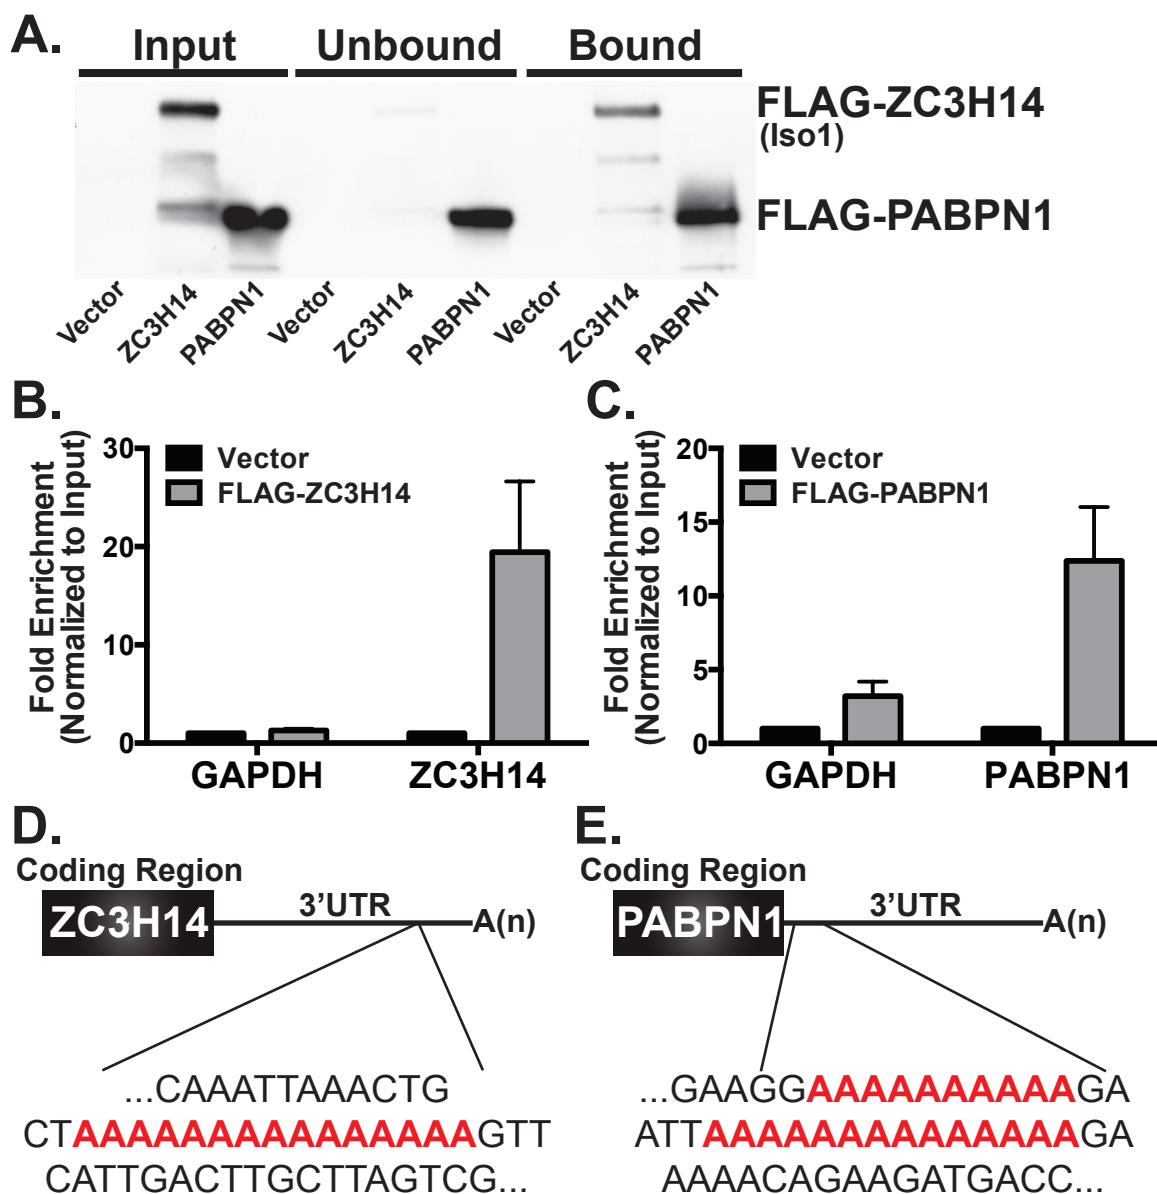 A.
Input Unbound Bound
FLAG-ZC3H14
(Iso1)
FLAG-PABPN1
Vector ZC3H14 PABPN1 Vector ZC3H14 PABPN1 Vector ZC3H14 PABPN1
B.
Fold Enrichment
(Normalized to Input)
30
20
10
0
Vector
FLAG-ZC3H14
GAPDH ZC3H14
C.
Fold Enrichment
(Normalized to Input)
20
15
10
5
0
Vector
FLAG-PABPN1
GAPDH PABPN1
D.
Coding Region
ZC3H14 3'UTR A(n)
...CAAATTAAACTG
CTAAAAAAAAAAAAAAAGTT
CATTGACTTGCTTAGTCG...
E.
Coding Region
PABPN1 3'UTR A(n)
...GAAGGAAAAAAAAAAGA
ATTAAAAAAAAAAAAAAGA
AAAACAGAAGATGACC...